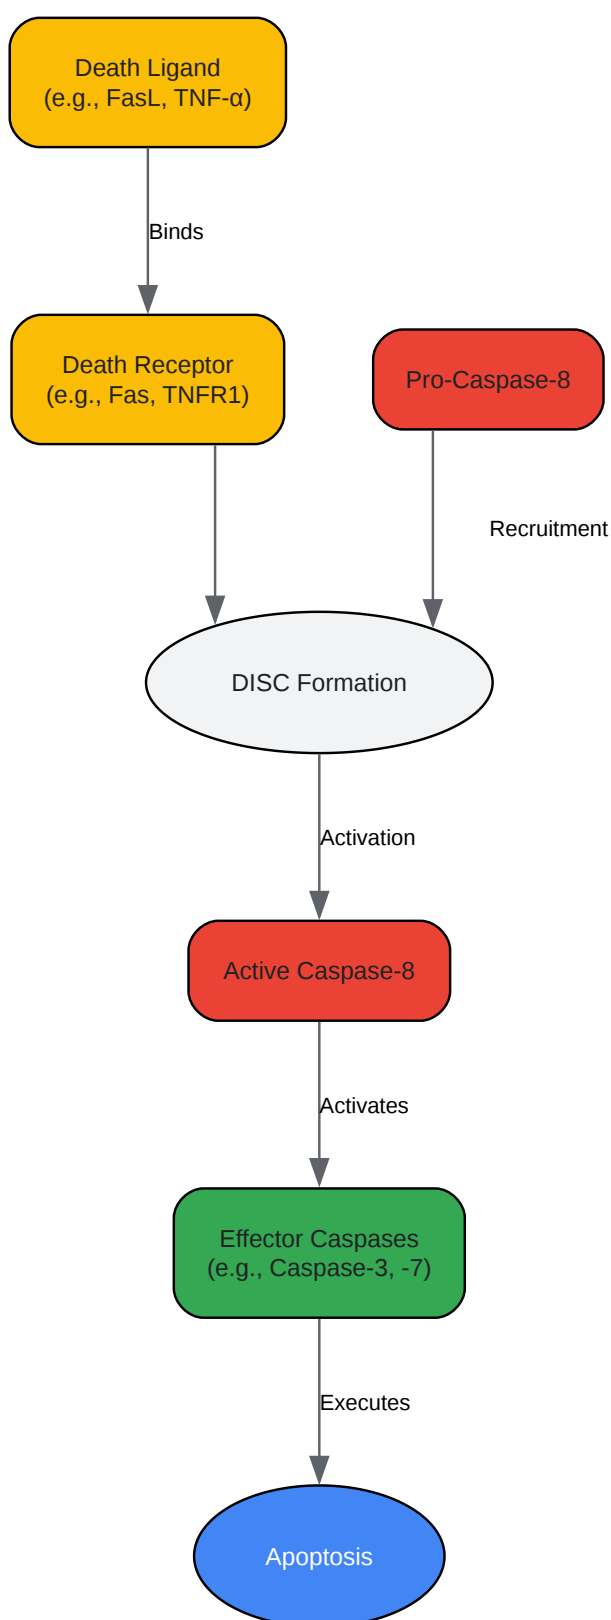 Death Ligand
(e.g., FasL, TNF-α)
Binds
Death Receptor
(e.g., Fas, TNFR1)
Pro-Caspase-8
Recruitment
DISC Formation
Activation
Active Caspase-8
Activates
Effector Caspases
(e.g., Caspase-3, -7)
Executes
Apoptosis